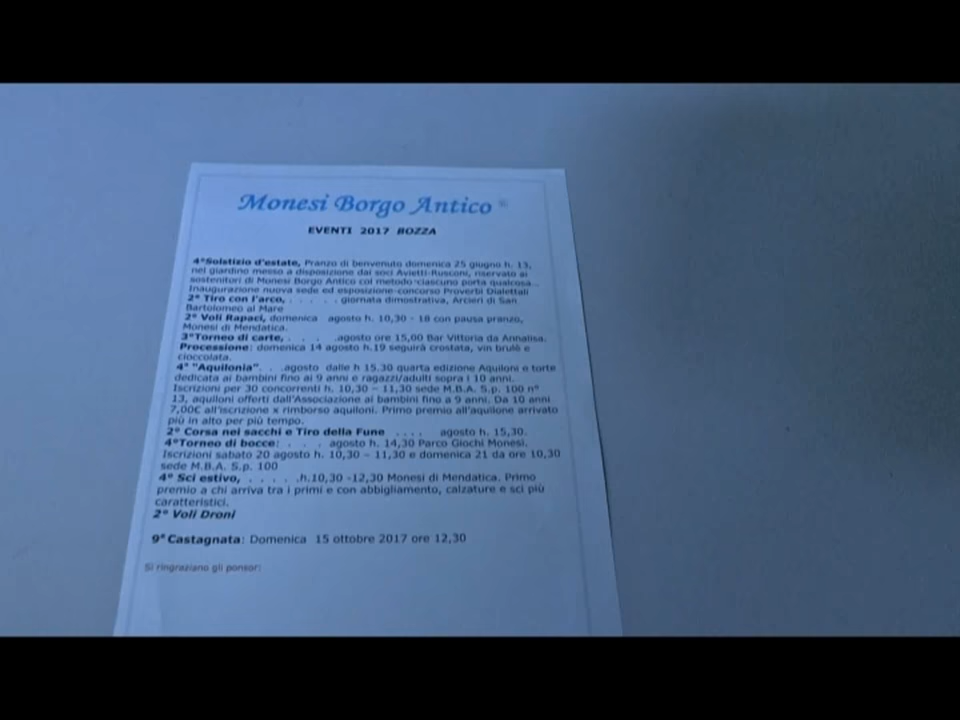 Monesi Borgo Antico
EVENTI 2017 BOZZA
4°Solstizio d'estate, Pranzo di benvenuto domenica 25 giugno h. 13,
nel giardino messo a disposizione dai soci Avietti-Rusconi, riservato ai
sostenitori di Monesi Borgo Antico col metodo ciascuno porta qualcosa...
Inaugurazione nuova sede ed esposizione-concorso Proverbi Dialettali
2° Tiro con l'arco, . . . . . giornata dimostrativa, Arcieri di San
Bartolomeo al Mare
2° Voli Rapaci, domenica agosto h. 10,30 - 18 con pausa pranzo,
Monesi di Mendatica.
3°Torneo di carte, . . . .agosto ore 15,00 Bar Vittoria da Annalisa.
Processione: domenica 14 agosto h.19 seguirà crostata, vin brulè e
cioccolata.
4° "Aquilonia". . .agosto dalle h 15.30 quarta edizione Aquiloni e torte
dedicata ai bambini fino ai 9 anni e ragazzi/adulti sopra i 10 anni.
Iscrizioni per 30 concorrenti h. 10,30 – 11,30 sede M.B.A. S.p. 100 n°
13, aquiloni offerti dall'Associazione ai bambini fino a 9 anni. Da 10 anni
7,00€ all'iscrizione x rimborso aquiloni. Primo premio all'aquilone arrivato
più in alto per più tempo.
2° Corsa nei sacchi e Tiro della Fune .... agosto h. 15,30.
4°Torneo di bocce: . . . . agosto h. 14,30 Parco Giochi Monesi.
Iscrizioni sabato 20 agosto h. 10,30 – 11,30 e domenica 21 da ore 10,30
sede M.B.A. S.p. 100
4° Sci estivo, . . . . .h.10,30 -12,30 Monesi di Mendatica. Primo
premio a chi arriva tra i primi e con abbigliamento, calzature e sci più
caratteristici.
2° Voli Droni
9°Castagnata: Domenica 15 ottobre 2017 ore 12,30
Si ringraziano gli ponsor: